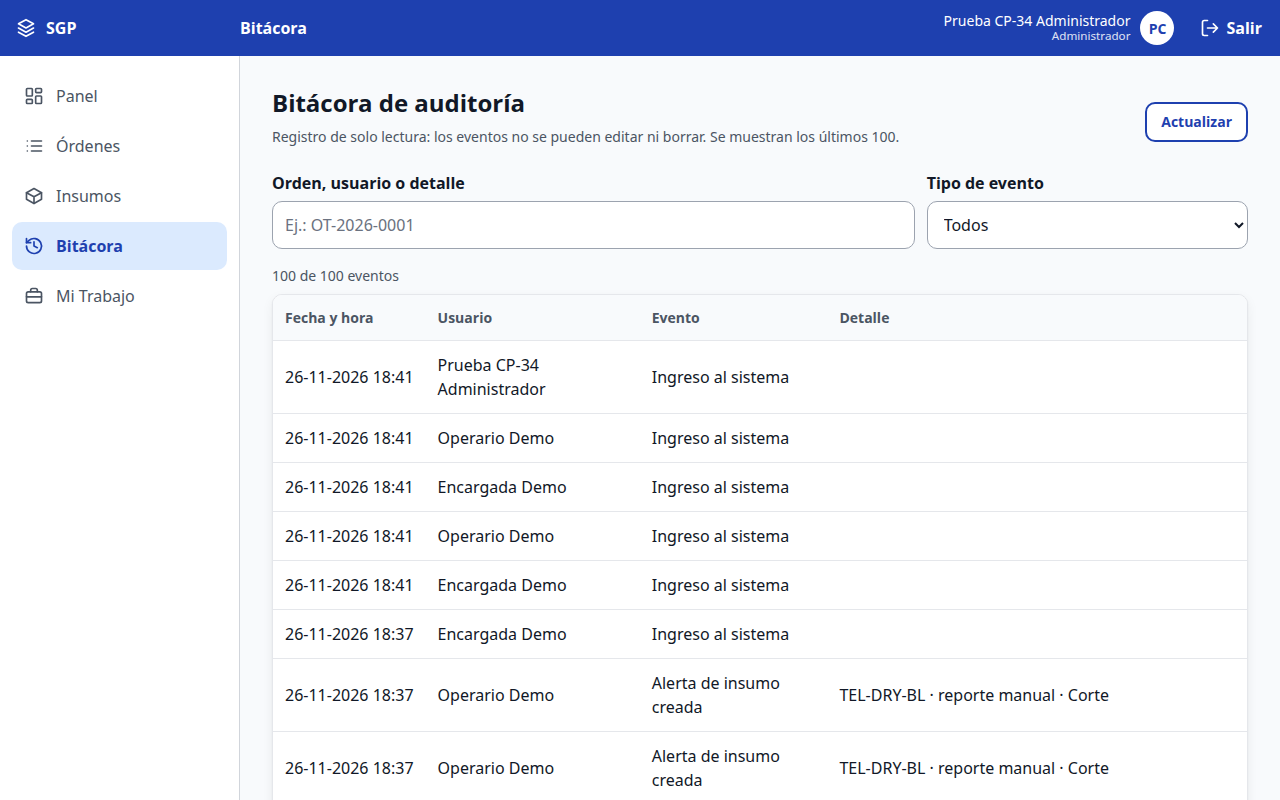 SGP
Bitácora
Prueba CP-34 Administrador
Administrador
PC
Salir
Panel
Órdenes
Insumos
Bitácora
Mi Trabajo
Bitácora de auditoría
Registro de solo lectura: los eventos no se pueden editar ni borrar. Se muestran los últimos 100.
Actualizar
Orden, usuario o detalle
Tipo de evento
Ej.: OT-2026-0001
Todos
100 de 100 eventos
Fecha y hora Usuario Evento Detalle
26-11-2026 18:41 Prueba CP-34 Administrador Ingreso al sistema
26-11-2026 18:41 Operario Demo Ingreso al sistema
26-11-2026 18:41 Encargada Demo Ingreso al sistema
26-11-2026 18:41 Operario Demo Ingreso al sistema
26-11-2026 18:41 Encargada Demo Ingreso al sistema
26-11-2026 18:37 Encargada Demo Ingreso al sistema
26-11-2026 18:37 Operario Demo Alerta de insumo creada TEL-DRY-BL · reporte manual · Corte
26-11-2026 18:37 Operario Demo Alerta de insumo creada TEL-DRY-BL · reporte manual · Corte